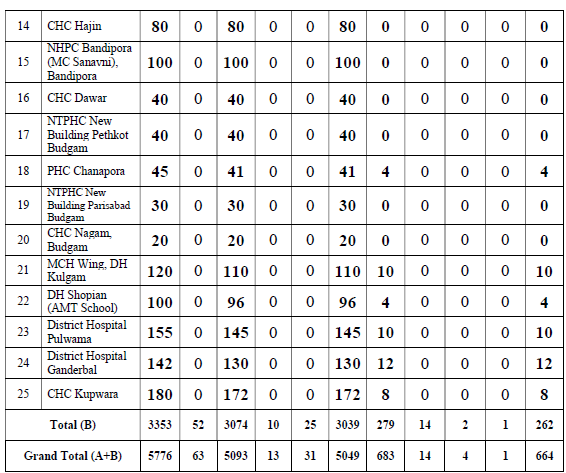 14 CHC Hajin 80 0 80 0 0 80 0 0 0 0 0
15 NHPC Bandipora (MC Sanavni), Bandipora 100 0 100 0 0 100 0 0 0 0 0
16 CHC Dawar 40 0 40 0 0 40 0 0 0 0 0
17 NTPHC New Building Pethkot Budgam 40 0 40 0 0 40 0 0 0 0 0
18 PHC Chanapora 45 0 41 0 0 41 4 0 0 0 4
19 NTPHC New Building Parisabad Budgam 30 0 30 0 0 30 0 0 0 0 0
20 CHC Nagam, Budgam 20 0 20 0 0 20 0 0 0 0 0
21 MCH Wing, DH Kulgam 120 0 110 0 0 110 10 0 0 0 10
22 DH Shopian (AMT School) 100 0 96 0 0 96 4 0 0 0 4
23 District Hospital Pulwama 155 0 145 0 0 145 10 0 0 0 10
24 District Hospital Ganderbal 142 0 130 0 0 130 12 0 0 0 12
25 CHC Kupwara 180 0 172 0 0 172 8 0 0 0 8
Total (B) 3353 52 3074 10 25 3039 279 14 2 1 262
Grand Total (A+B) 5776 63 5093 13 31 5049 683 14 4 1 664